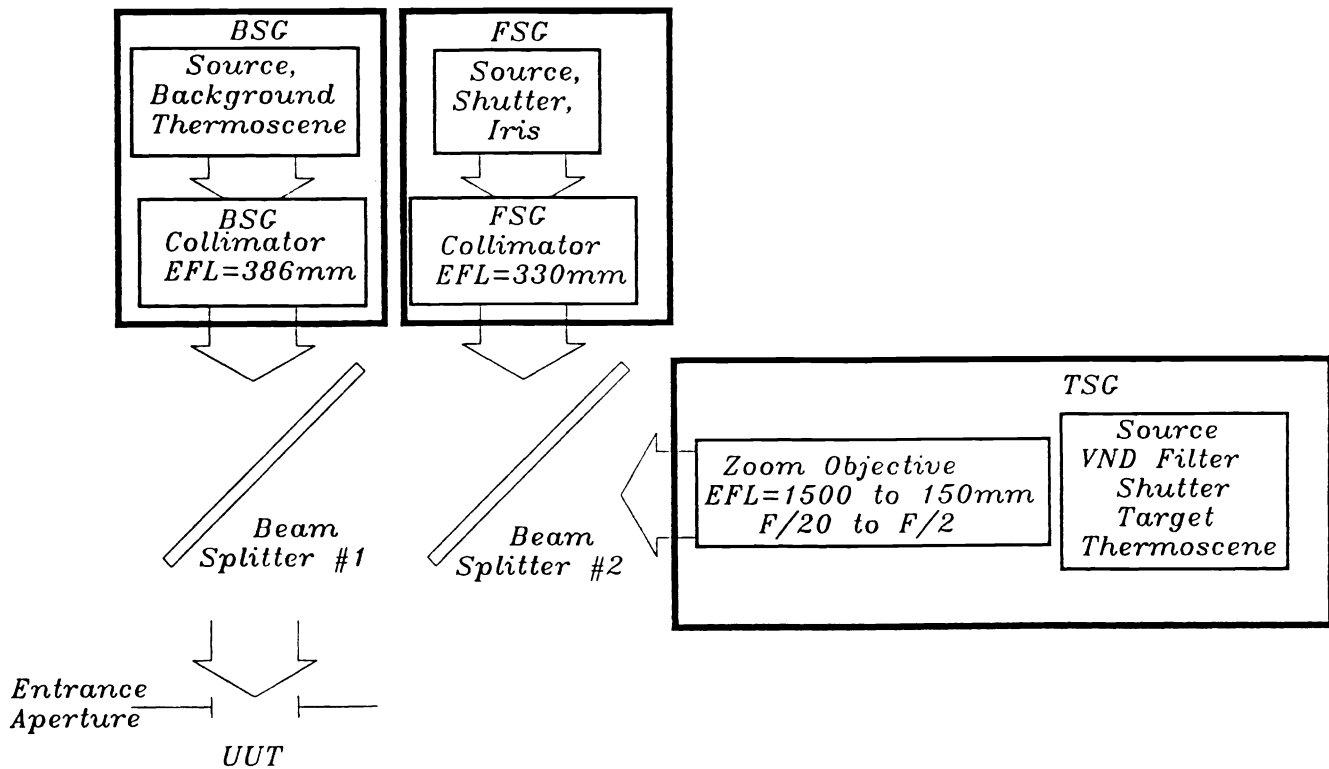 BSG
Source,
Background
Thermoscene
BSG
Collimator
EFL=386mm
FSG
Source,
Shutter,
Iris
FSG
Collimator
EFL=330mm
TSG
Source
VND Filter
Shutter
Target
Thermoscene
Zoom Objective
EFL=1500 to 150mm
F/20 to F/2
Beam
Splitter #1
Beam
Splitter #2
Entrance
Aperture
UUT